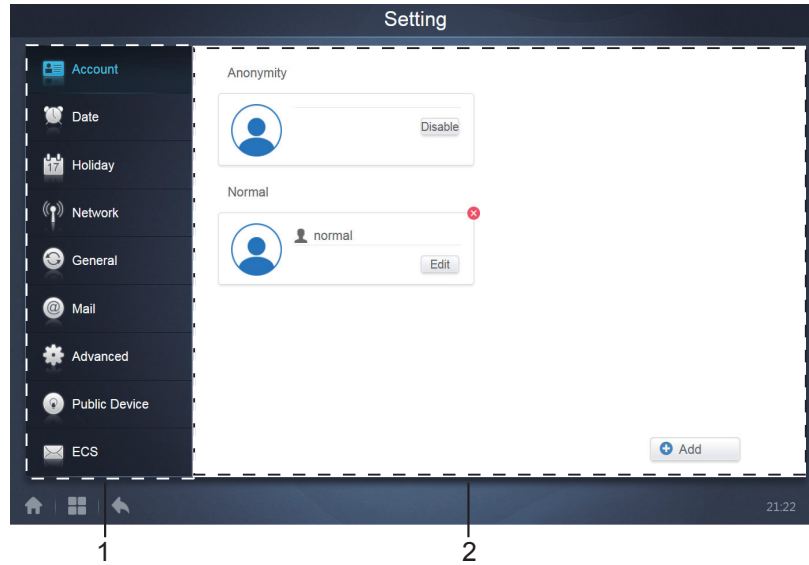 Setting
Account
Date
17
Holiday
Network
General
@
Mail
Advanced
Public Device
ECS
Anonymity
Disable
Normal
normal
Edit
Add
21:22
1
2